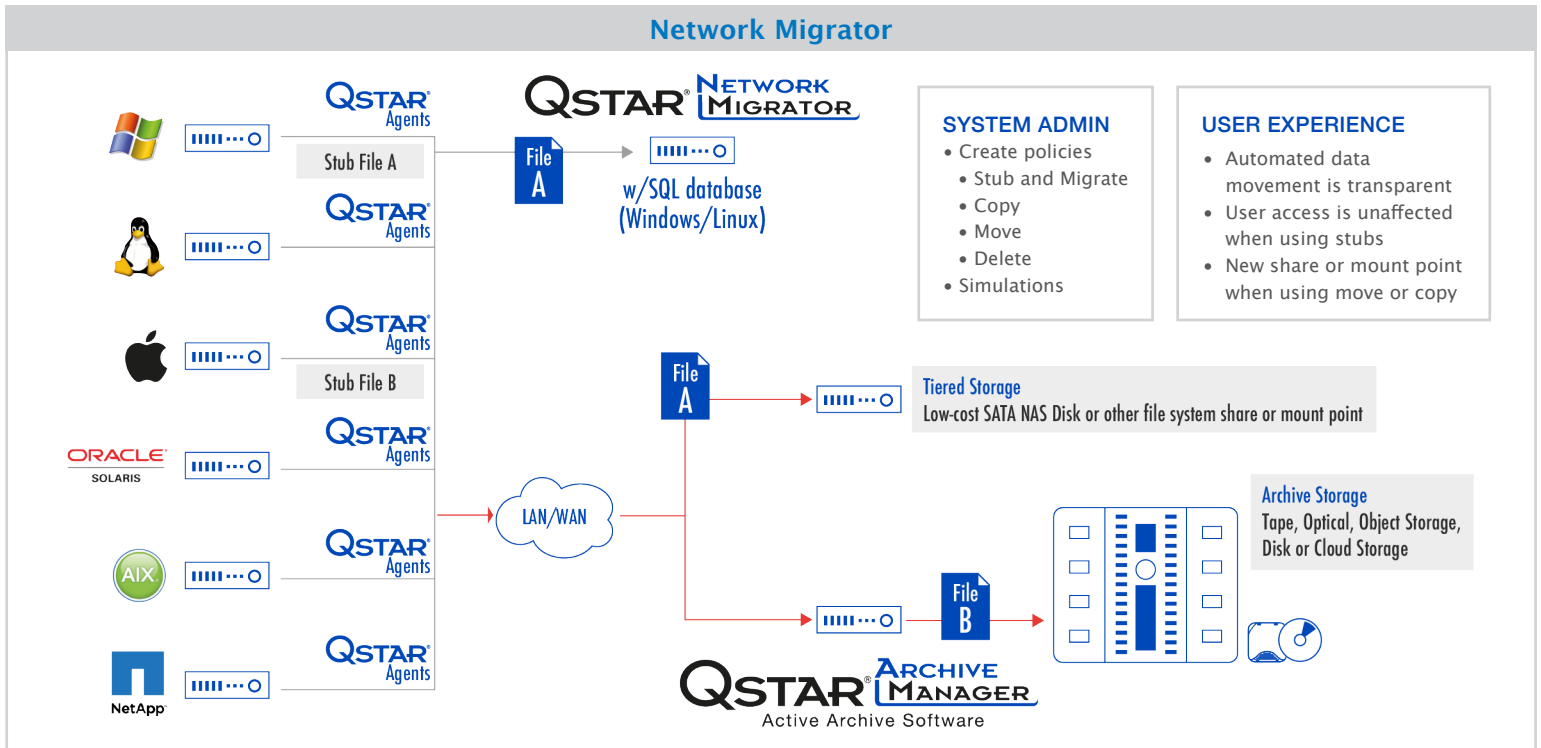 Network Migrator
QSTAR® Agents
Stub File A
QSTAR® Agents
QSTAR® Agents
Stub File B
ORACLE®
SOLARIS
QSTAR® Agents
AIX
QSTAR® Agents
NetApp®
QSTAR® Agents
QSTAR® NETWORK MIGRATOR
File
A
w/SQL database
(Windows/Linux)
SYSTEM ADMIN
• Create policies
• Stub and Migrate
• Copy
• Move
• Delete
• Simulations
USER EXPERIENCE
• Automated data
movement is transparent
• User access is unaffected
when using stubs
• New share or mount point
when using move or copy
LAN/WAN
File
A
Tiered Storage
Low-cost SATA NAS Disk or other file system share or mount point
File
B
Archive Storage
Tape, Optical, Object Storage,
Disk or Cloud Storage
QSTAR® ARCHIVE MANAGER
Active Archive Software